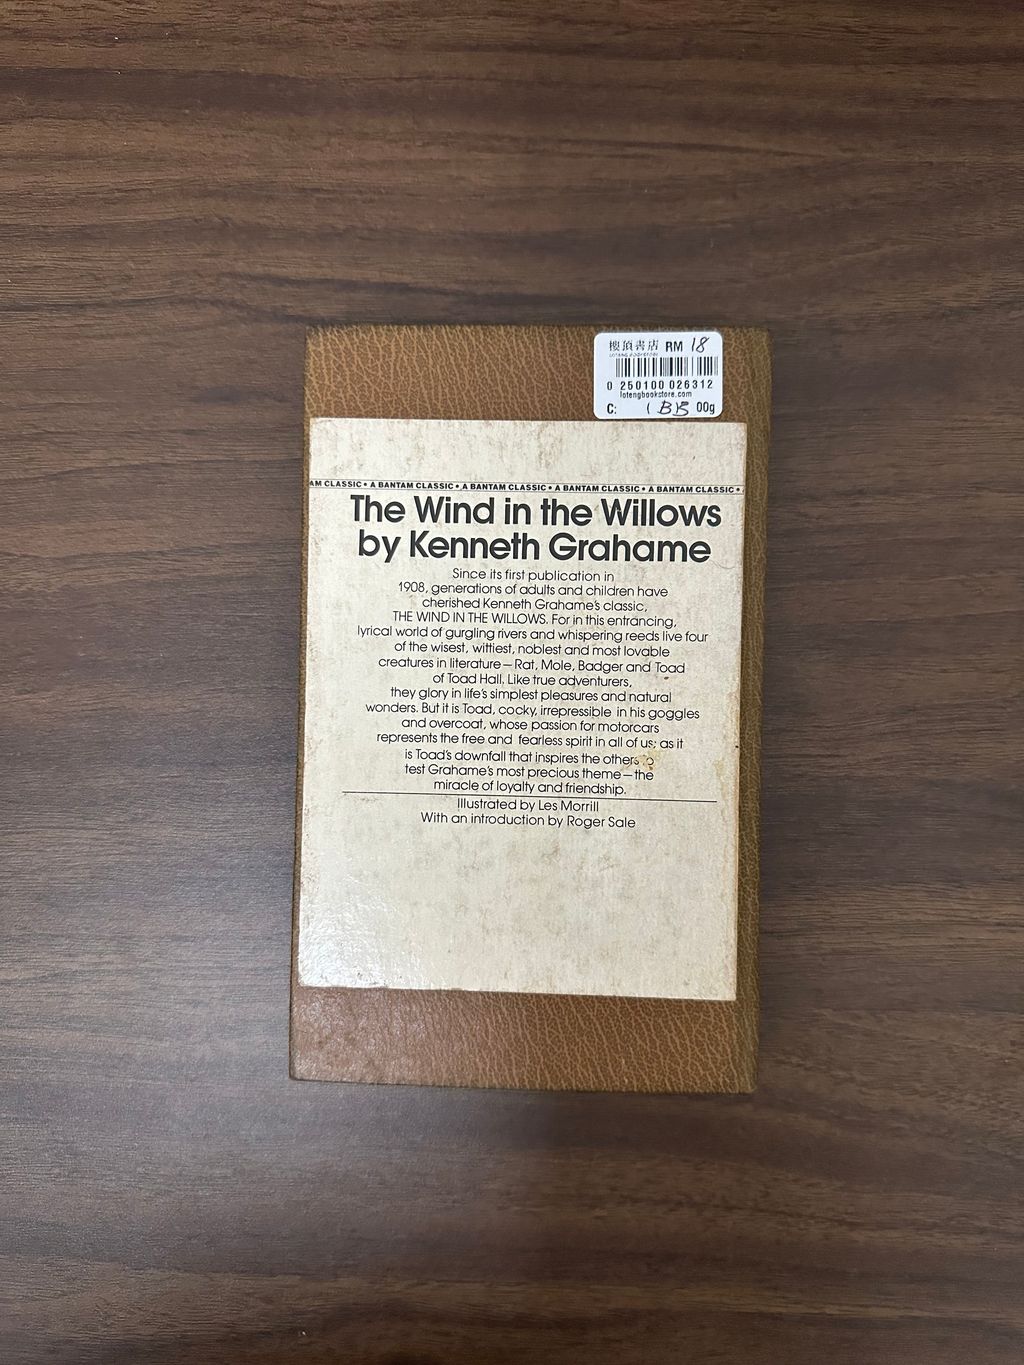 樓頂書店 RM 18
LOTENG BOOKSTORE
0 250100 026312
lotengbookstore.com
C: ( BB 00g
AM CLASSIC • A BANTAM CLASSIC • A BANTAM CLASSIC • A BANTAM CLASSIC • A BANTAM CLASSIC •
The Wind in the Willows
by Kenneth Grahame
Since its first publication in
1908, generations of adults and children have
cherished Kenneth Grahame's classic,
THE WIND IN THE WILLOWS. For in this entrancing,
lyrical world of gurgling rivers and whispering reeds live four
of the wisest, wittiest, noblest and most lovable
creatures in literature—Rat, Mole, Badger and Toad
of Toad Hall. Like true adventurers,
they glory in life's simplest pleasures and natural
wonders. But it is Toad, cocky, irrepressible in his goggles
and overcoat, whose passion for motorcars
represents the free and fearless spirit in all of us; as it
is Toad's downfall that inspires the others to
test Grahame's most precious theme—the
miracle of loyalty and friendship.
Illustrated by Les Morrill
With an introduction by Roger Sale